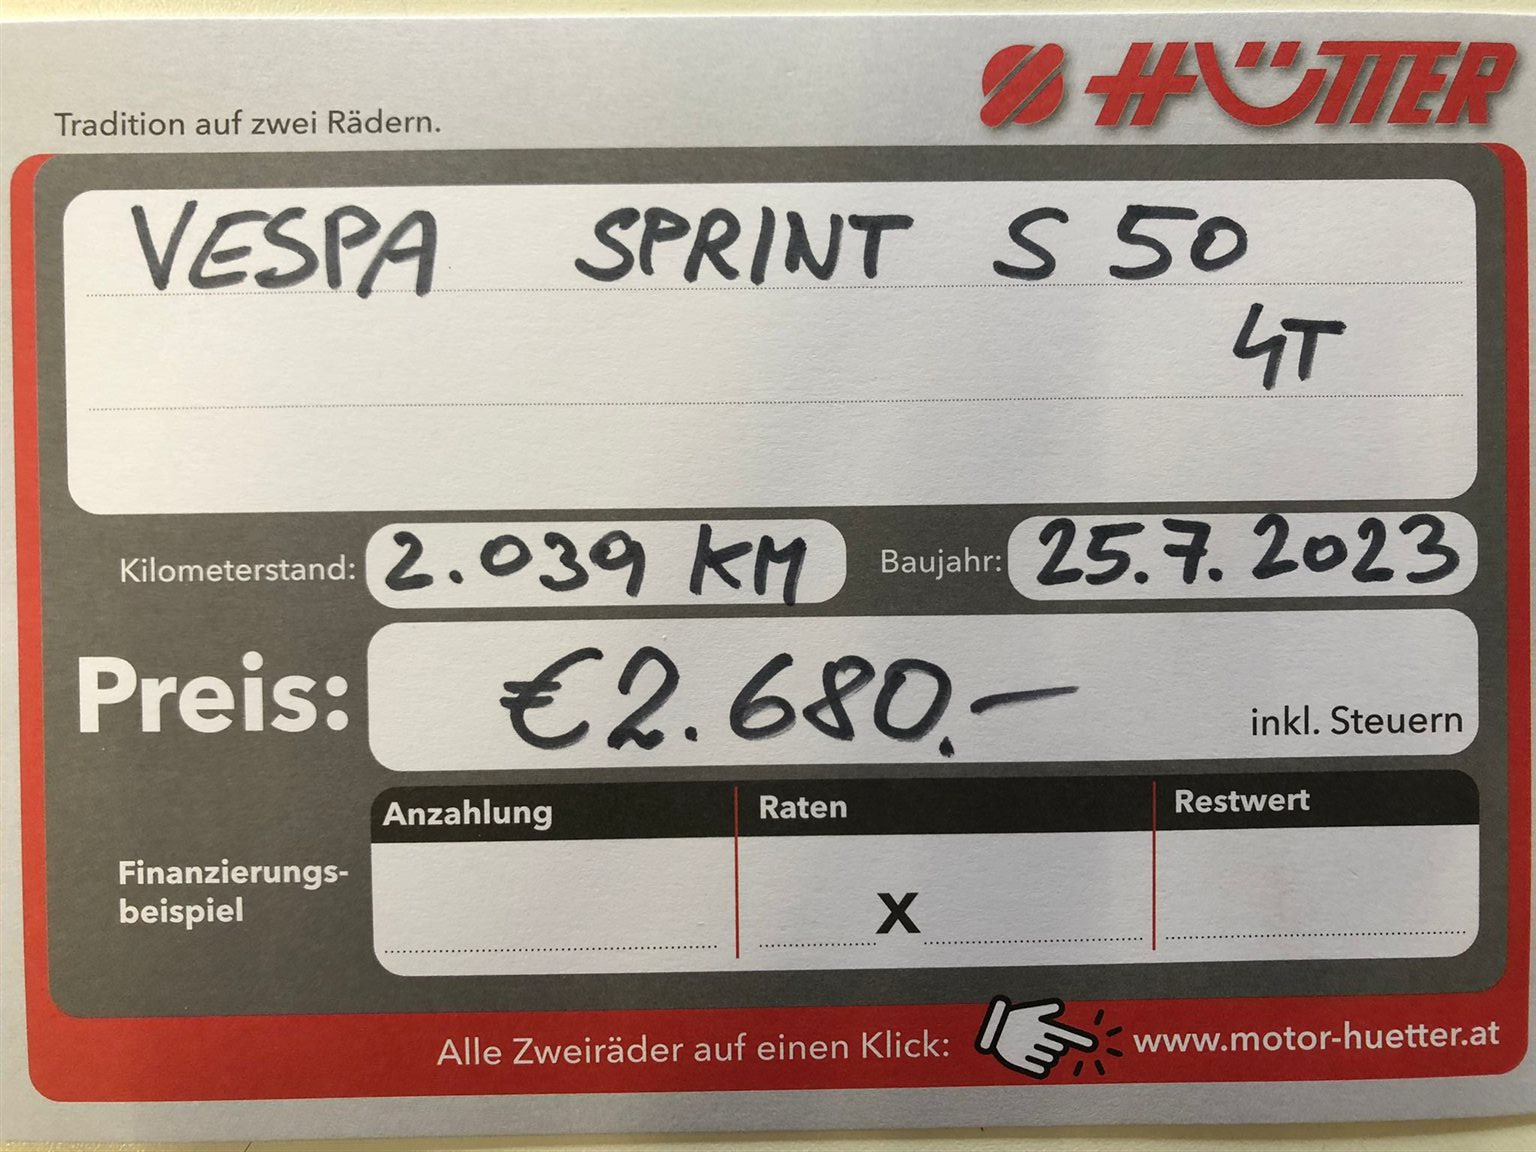 HÜTTER
Tradition auf zwei Rädern.
VESPA SPRINT S 50
4T
Kilometerstand: 2.039 KM Baujahr: 25.7.2023
Preis: €2.680.– inkl. Steuern
Anzahlung Raten Restwert
Finanzierungs-
beispiel
X
Alle Zweiräder auf einen Klick: www.motor-huetter.at